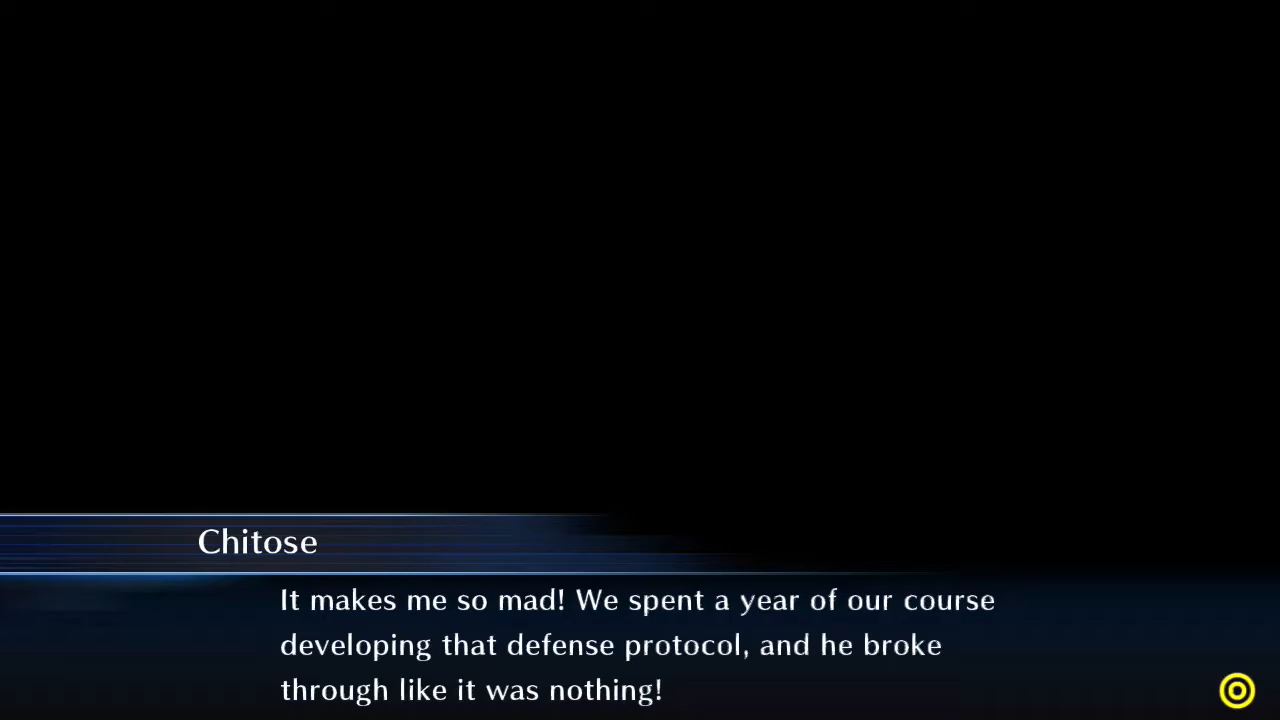 Chitose
It makes me so mad! We spent a year of our course
developing that defense protocol, and he broke
through like it was nothing!